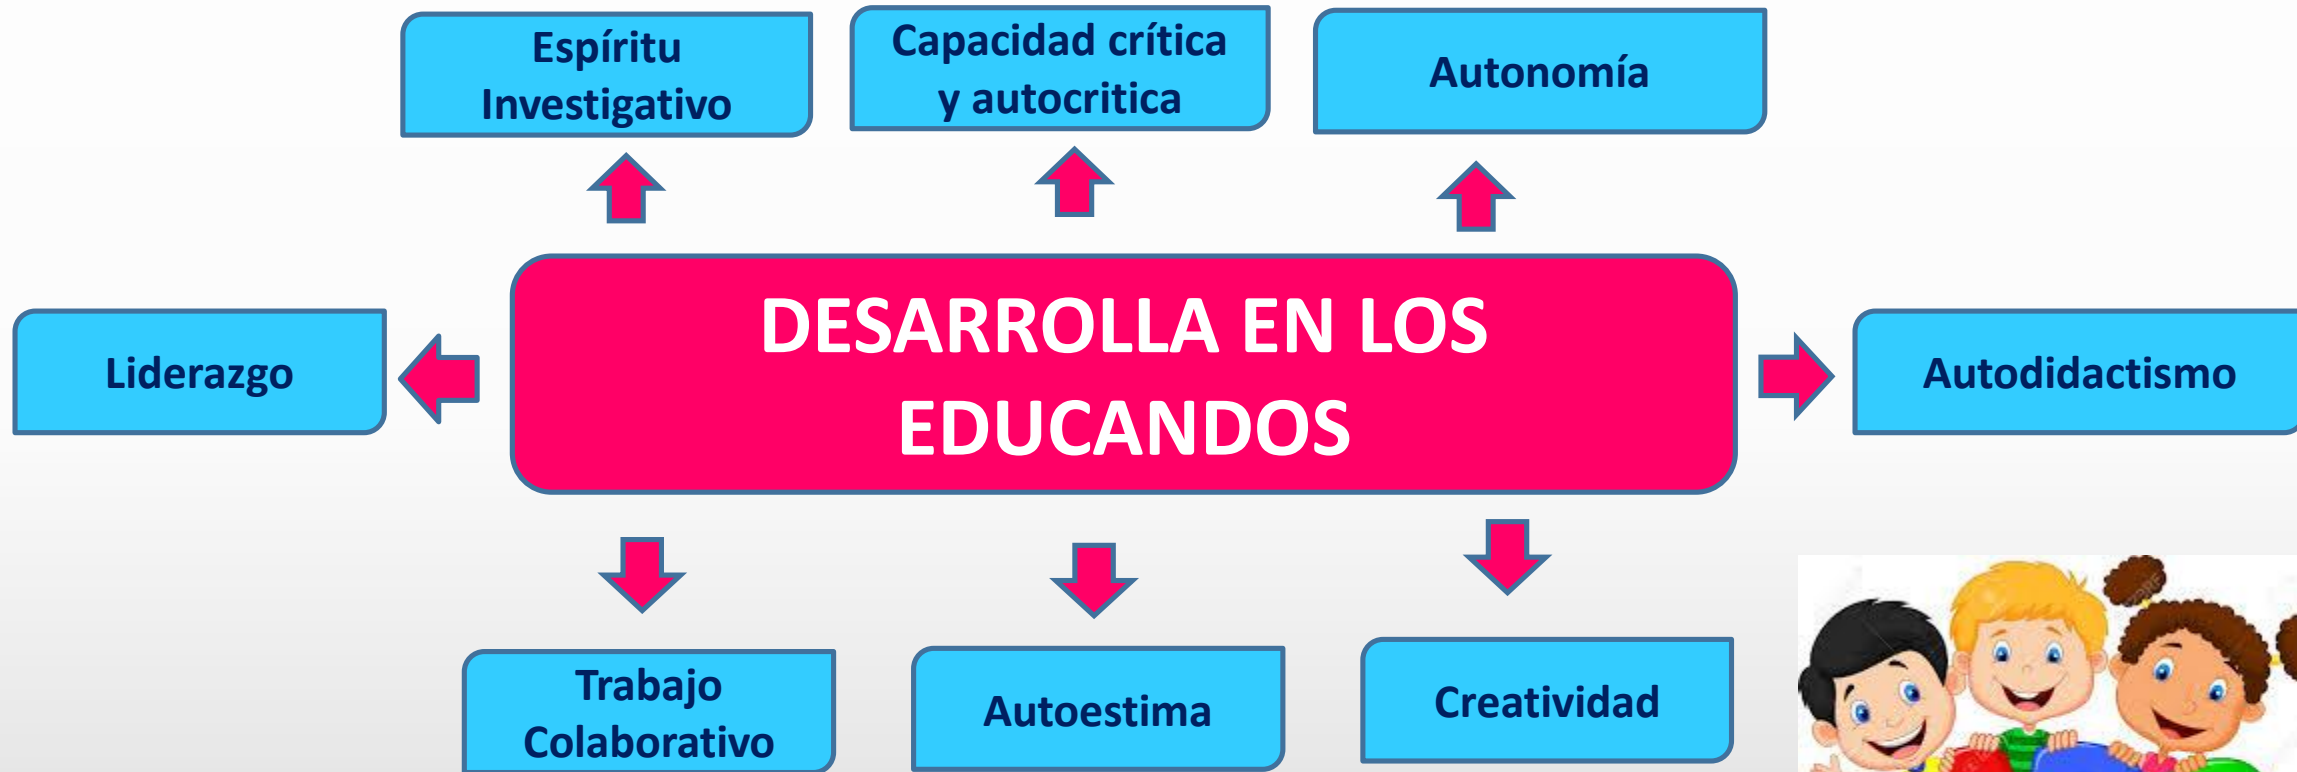 Espíritu
Investigativo
Capacidad crítica
y autocritica
Autonomía
DESARROLLA EN LOS
EDUCANDOS
Liderazgo
Autodidactismo
Trabajo
Colaborativo
Autoestima
Creatividad